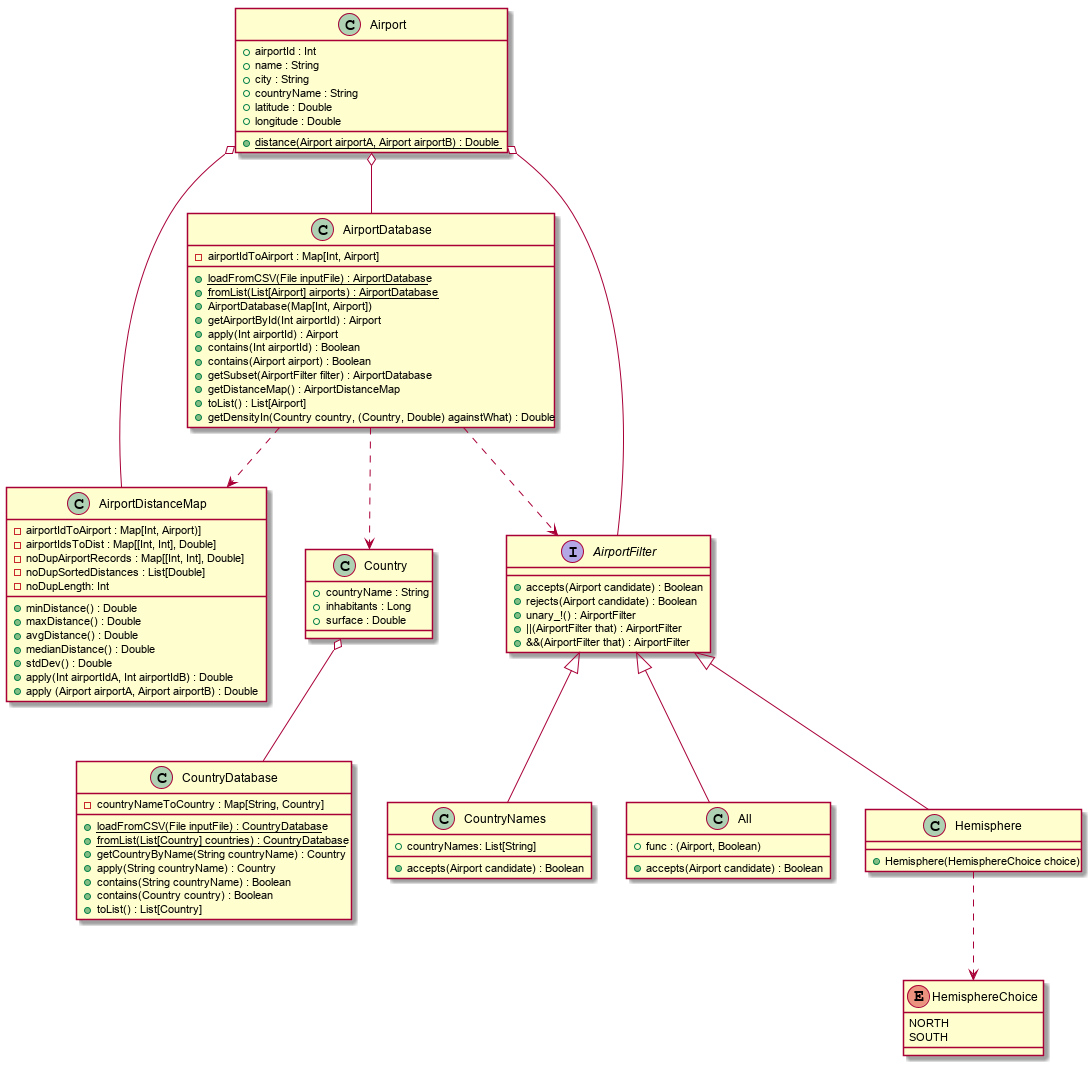 C Airport
airportId : Int
name : String
city : String
countryName : String
latitude : Double
longitude : Double
distance(Airport airportA, Airport airportB) : Double
C AirportDatabase
airportIdToAirport : Map[Int, Airport]
loadFromCSV(File inputFile) : AirportDatabase
fromList(List[Airport] airports) : AirportDatabase
AirportDatabase(Map[Int, Airport])
getAirportById(Int airportId) : Airport
apply(Int airportId) : Airport
contains(Int airportId) : Boolean
contains(Airport airport) : Boolean
getSubset(AirportFilter filter) : AirportDatabase
getDistanceMap() : AirportDistanceMap
toList() : List[Airport]
getDensityIn(Country country, (Country, Double) againstWhat) : Double
C AirportDistanceMap
airportIdToAirport : Map[Int, Airport)]
airportIdsToDist : Map[[Int, Int], Double]
noDupAirportRecords : Map[[Int, Int], Double]
noDupSortedDistances : List[Double]
noDupLength: Int
minDistance() : Double
maxDistance() : Double
avgDistance() : Double
medianDistance() : Double
stdDev() : Double
apply(Int airportIdA, Int airportIdB) : Double
apply (Airport airportA, Airport airportB) : Double
C Country
countryName : String
inhabitants : Long
surface : Double
I AirportFilter
accepts(Airport candidate) : Boolean
rejects(Airport candidate) : Boolean
unary_!() : AirportFilter
||(AirportFilter that) : AirportFilter
&&(AirportFilter that) : AirportFilter
C CountryDatabase
countryNameToCountry : Map[String, Country]
loadFromCSV(File inputFile) : CountryDatabase
fromList(List[Country] countries) : CountryDatabase
getCountryByName(String countryName) : Country
apply(String countryName) : Country
contains(String countryName) : Boolean
contains(Country country) : Boolean
toList() : List[Country]
C CountryNames
countryNames: List[String]
accepts(Airport candidate) : Boolean
C All
func : (Airport, Boolean)
accepts(Airport candidate) : Boolean
C Hemisphere
Hemisphere(HemisphereChoice choice)
E HemisphereChoice
NORTH
SOUTH